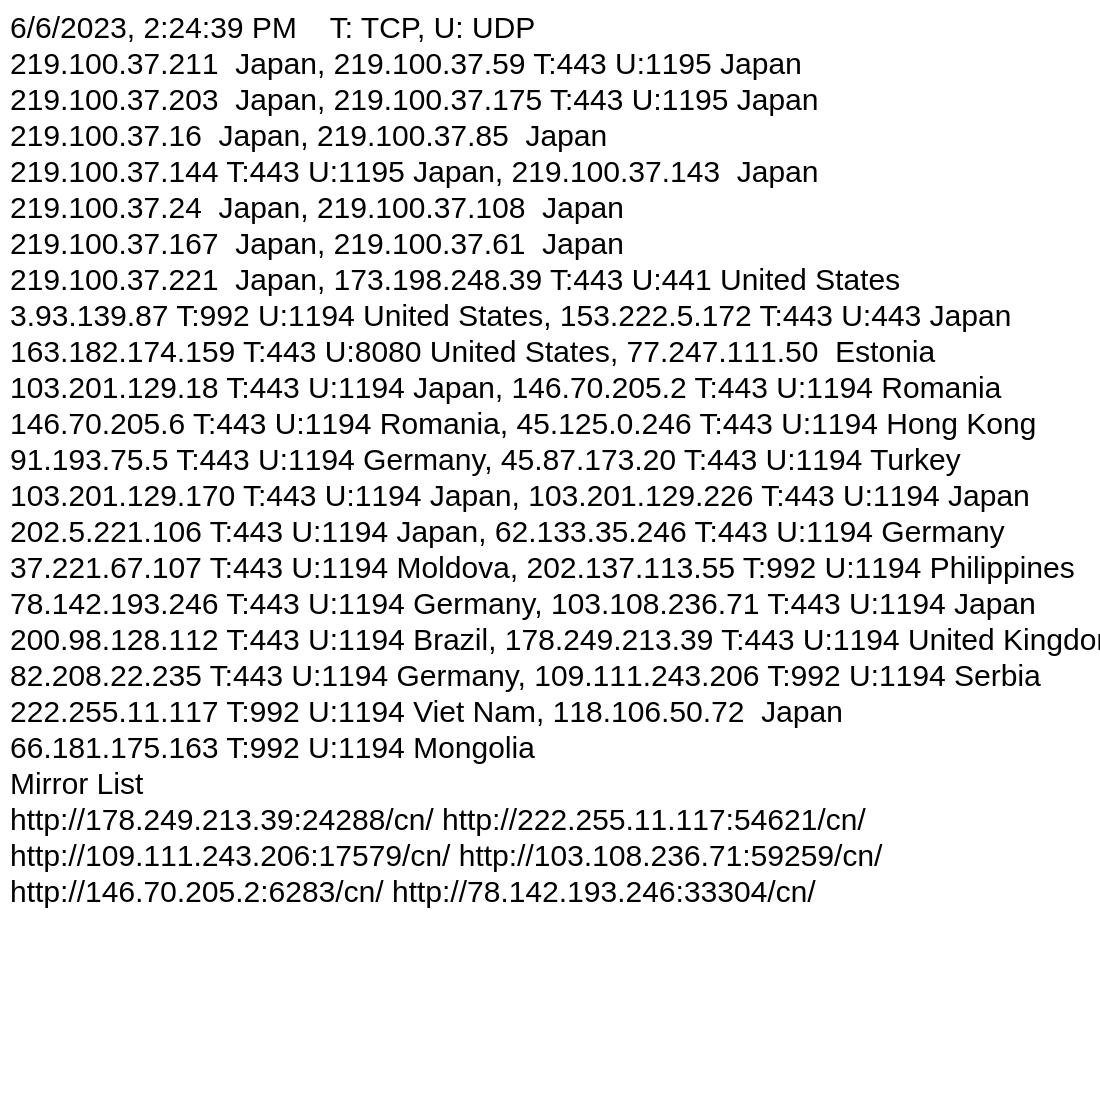 6/6/2023, 2:24:39 PM    T: TCP, U: UDP
219.100.37.211  Japan, 219.100.37.59 T:443 U:1195 Japan
219.100.37.203  Japan, 219.100.37.175 T:443 U:1195 Japan
219.100.37.16  Japan, 219.100.37.85  Japan
219.100.37.144 T:443 U:1195 Japan, 219.100.37.143  Japan
219.100.37.24  Japan, 219.100.37.108  Japan
219.100.37.167  Japan, 219.100.37.61  Japan
219.100.37.221  Japan, 173.198.248.39 T:443 U:441 United States
3.93.139.87 T:992 U:1194 United States, 153.222.5.172 T:443 U:443 Japan
163.182.174.159 T:443 U:8080 United States, 77.247.111.50  Estonia
103.201.129.18 T:443 U:1194 Japan, 146.70.205.2 T:443 U:1194 Romania
146.70.205.6 T:443 U:1194 Romania, 45.125.0.246 T:443 U:1194 Hong Kong
91.193.75.5 T:443 U:1194 Germany, 45.87.173.20 T:443 U:1194 Turkey
103.201.129.170 T:443 U:1194 Japan, 103.201.129.226 T:443 U:1194 Japan
202.5.221.106 T:443 U:1194 Japan, 62.133.35.246 T:443 U:1194 Germany
37.221.67.107 T:443 U:1194 Moldova, 202.137.113.55 T:992 U:1194 Philippines
78.142.193.246 T:443 U:1194 Germany, 103.108.236.71 T:443 U:1194 Japan
200.98.128.112 T:443 U:1194 Brazil, 178.249.213.39 T:443 U:1194 United Kingdor
82.208.22.235 T:443 U:1194 Germany, 109.111.243.206 T:992 U:1194 Serbia
222.255.11.117 T:992 U:1194 Viet Nam, 118.106.50.72  Japan
66.181.175.163 T:992 U:1194 Mongolia
Mirror List
http://178.249.213.39:24288/cn/ http://222.255.11.117:54621/cn/
http://109.111.243.206:17579/cn/ http://103.108.236.71:59259/cn/
http://146.70.205.2:6283/cn/ http://78.142.193.246:33304/cn/